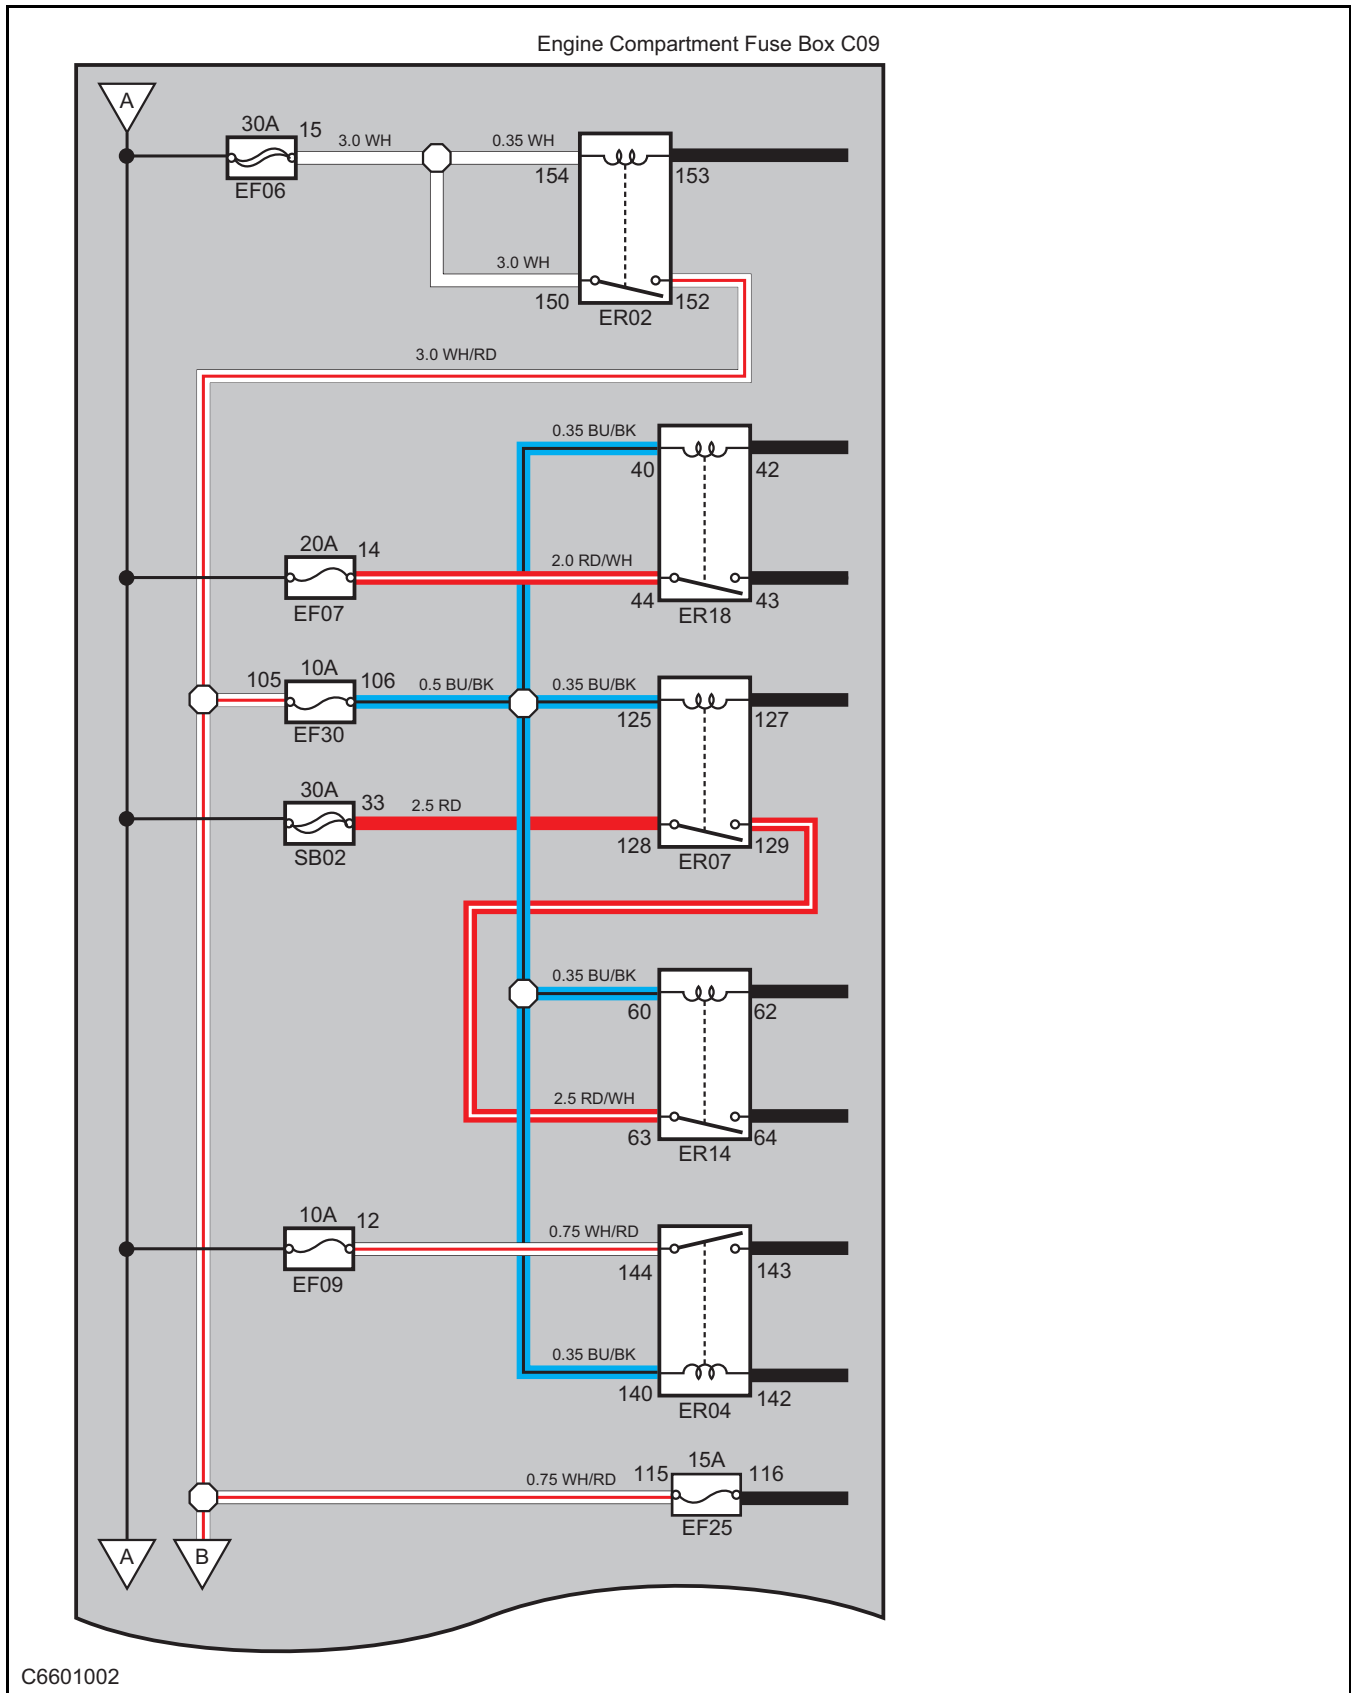 Engine Compartment Fuse Box C09
A
30A
15
3.0 WH
0.35 WH
EF06
154
153
3.0 WH
150
152
ER02
3.0 WH/RD
0.35 BU/BK
40
42
20A
14
2.0 RD/WH
EF07
44
43
ER18
105
10A
106
0.5 BU/BK
0.35 BU/BK
EF30
125
127
30A
33
2.5 RD
SB02
128
129
ER07
0.35 BU/BK
60
62
2.5 RD/WH
63
64
ER14
10A
12
0.75 WH/RD
EF09
144
143
0.35 BU/BK
140
142
ER04
0.75 WH/RD
115
15A
116
EF25
A
B
C6601002